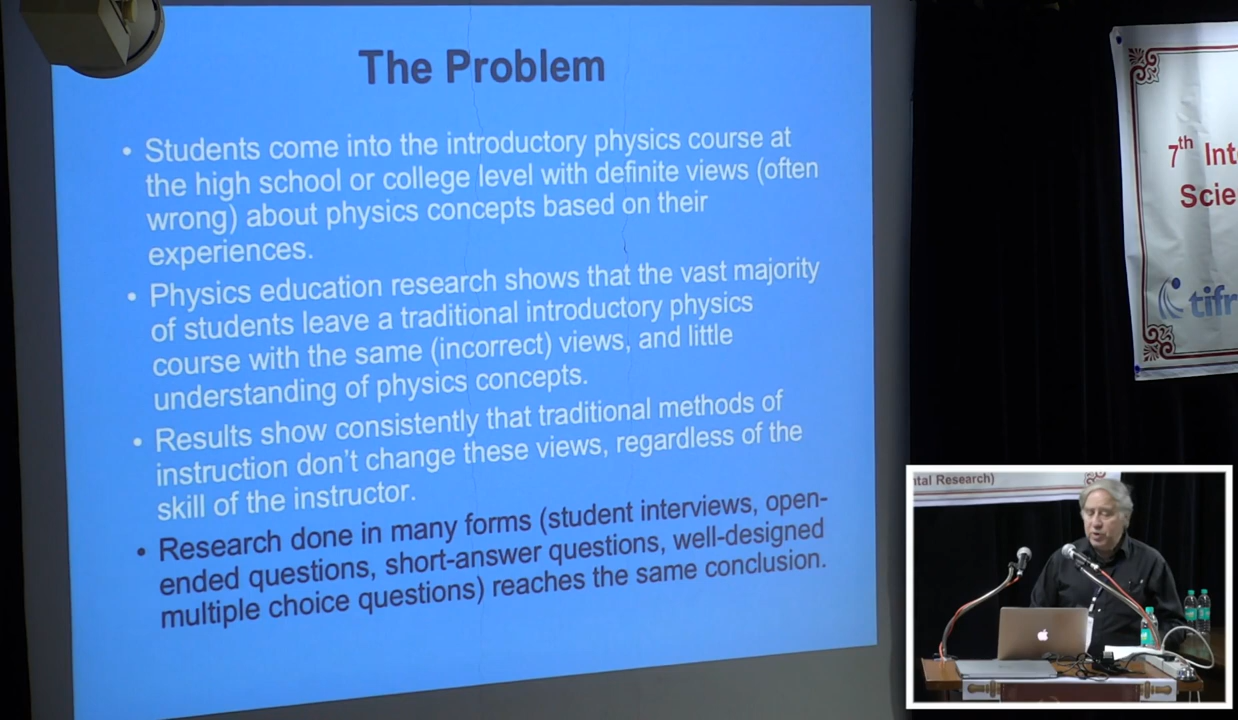 The Problem
• Students come into the introductory physics course at
the high school or college level with definite views (often
wrong) about physics concepts based on their
experiences.
• Physics education research shows that the vast majority
of students leave a traditional introductory physics
course with the same (incorrect) views, and little
understanding of physics concepts.
• Results show consistently that traditional methods of
instruction don't change these views, regardless of the
skill of the instructor.
• Research done in many forms (student interviews, open-
ended questions, short-answer questions, well-designed
multiple choice questions) reaches the same conclusion.
7th Int
Scie
tifr
ntal Research)